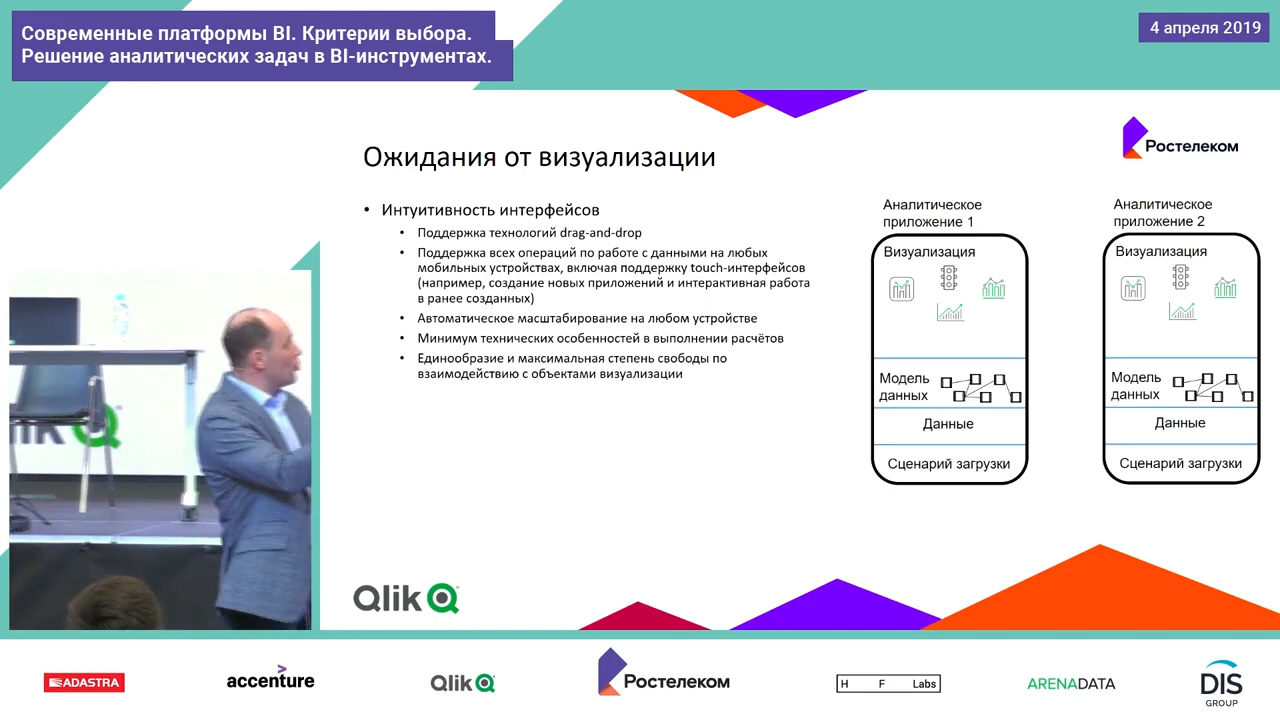 Современные платформы BI. Критерии выбора.
Решение аналитических задач в BI-инструментах.
4 апреля 2019
Ростелеком
Ожидания от визуализации
• Интуитивность интерфейсов
• Поддержка технологий drag-and-drop
• Поддержка всех операций по работе с данными на любых
мобильных устройствах, включая поддержку touch-интерфейсов
(например, создание новых приложений и интерактивная работа
в ранее созданных)
• Автоматическое масштабирование на любом устройстве
• Минимум технических особенностей в выполнении расчётов
• Единообразие и максимальная степень свободы по
взаимодействию с объектами визуализации
Аналитическое
приложение 1
Визуализация
Модель
данных
Данные
Сценарий загрузки
Аналитическое
приложение 2
Визуализация
Модель
данных
Данные
Сценарий загрузки
Qlik
lik
ADASTRA
accenture
Qlik
Ростелеком
H F Labs
ARENADATA
DIS
GROUP